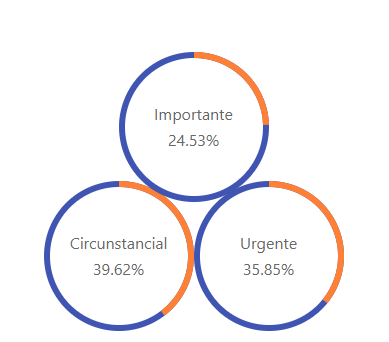 Importante
24.53%
Circunstancial
39.62%
Urgente
35.85%